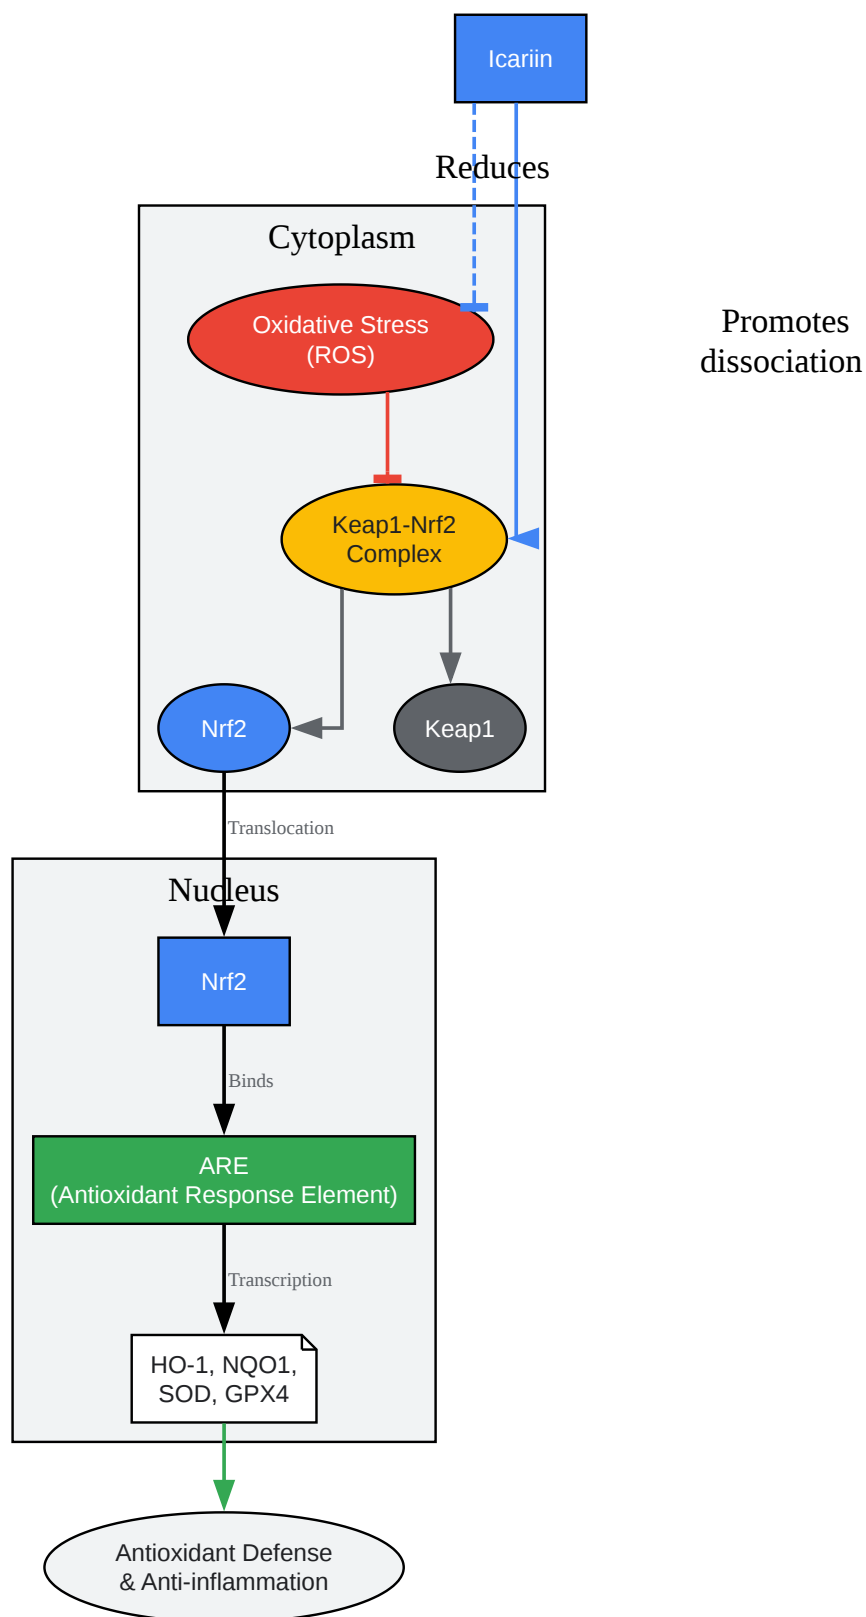 Icariin
Reduces
Cytoplasm
Oxidative Stress
(ROS)
Promotes
dissociation
Keap1-Nrf2
Complex
Nrf2
Keap1
Translocation
Nucleus
Nrf2
Binds
ARE
(Antioxidant Response Element)
Transcription
HO-1, NQO1,
SOD, GPX4
Antioxidant Defense
& Anti-inflammation